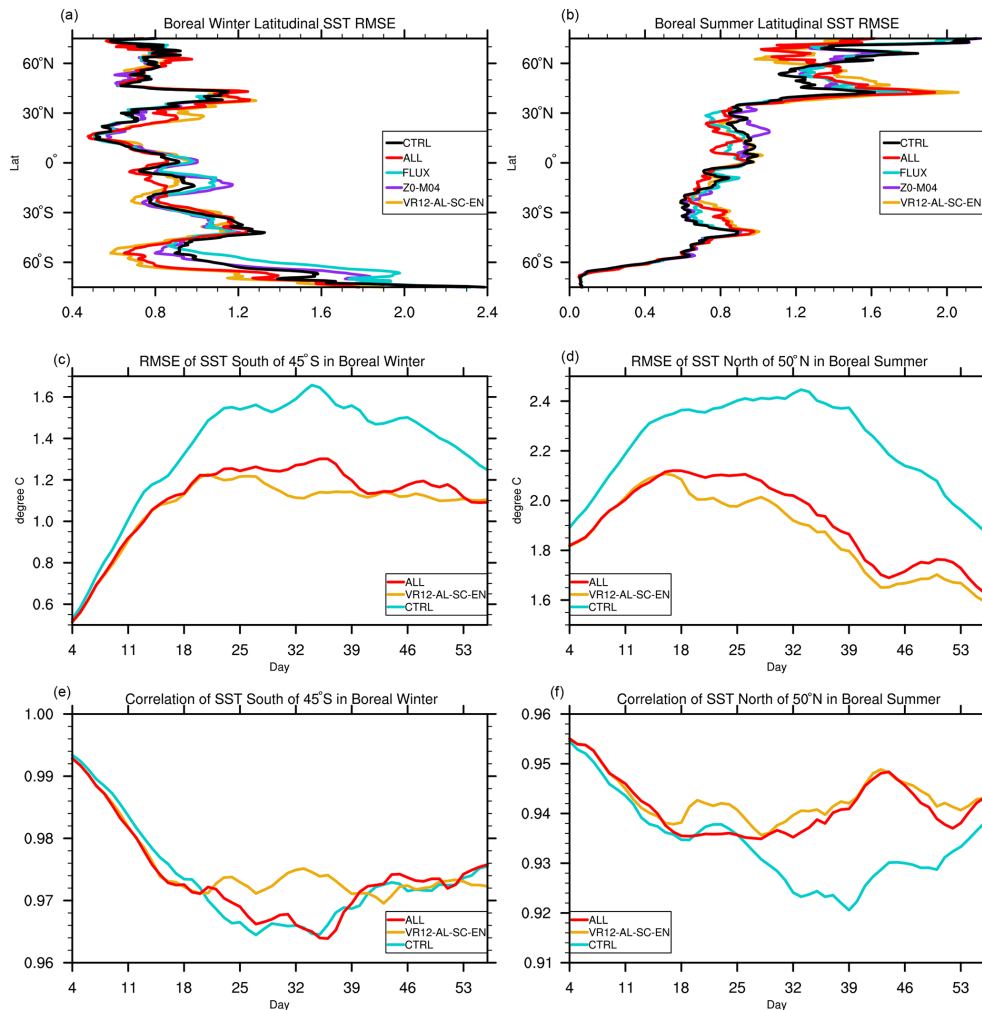 (a) Boreal Winter Latitudinal SST RMSE
60°N
30°N
0°
30°S
60°S
Lat
CTRL
ALL
FLUX
Z0-M04
VR12-AL-SC-EN
0.4 0.8 1.2 1.6 2.0 2.4
(b) Boreal Summer Latitudinal SST RMSE
60°N
30°N
0°
30°S
60°S
Lat
CTRL
ALL
FLUX
Z0-M04
VR12-AL-SC-EN
0.0 0.4 0.8 1.2 1.6 2.0
(c) RMSE of SST South of 45°S in Boreal Winter
1.6
1.4
1.2
1.0
0.8
0.6
degree C
ALL
VR12-AL-SC-EN
CTRL
4 11 18 25 32 39 46 53
Day
(d) RMSE of SST North of 50°N in Boreal Summer
2.4
2.2
2.0
1.8
1.6
degree C
ALL
VR12-AL-SC-EN
CTRL
4 11 18 25 32 39 46 53
Day
(e) Correlation of SST South of 45°S in Boreal Winter
1.00
0.99
0.98
0.97
0.96
ALL
VR12-AL-SC-EN
CTRL
4 11 18 25 32 39 46 53
Day
(f) Correlation of SST North of 50°N in Boreal Summer
0.96
0.95
0.94
0.93
0.92
0.91
ALL
VR12-AL-SC-EN
CTRL
4 11 18 25 32 39 46 53
Day